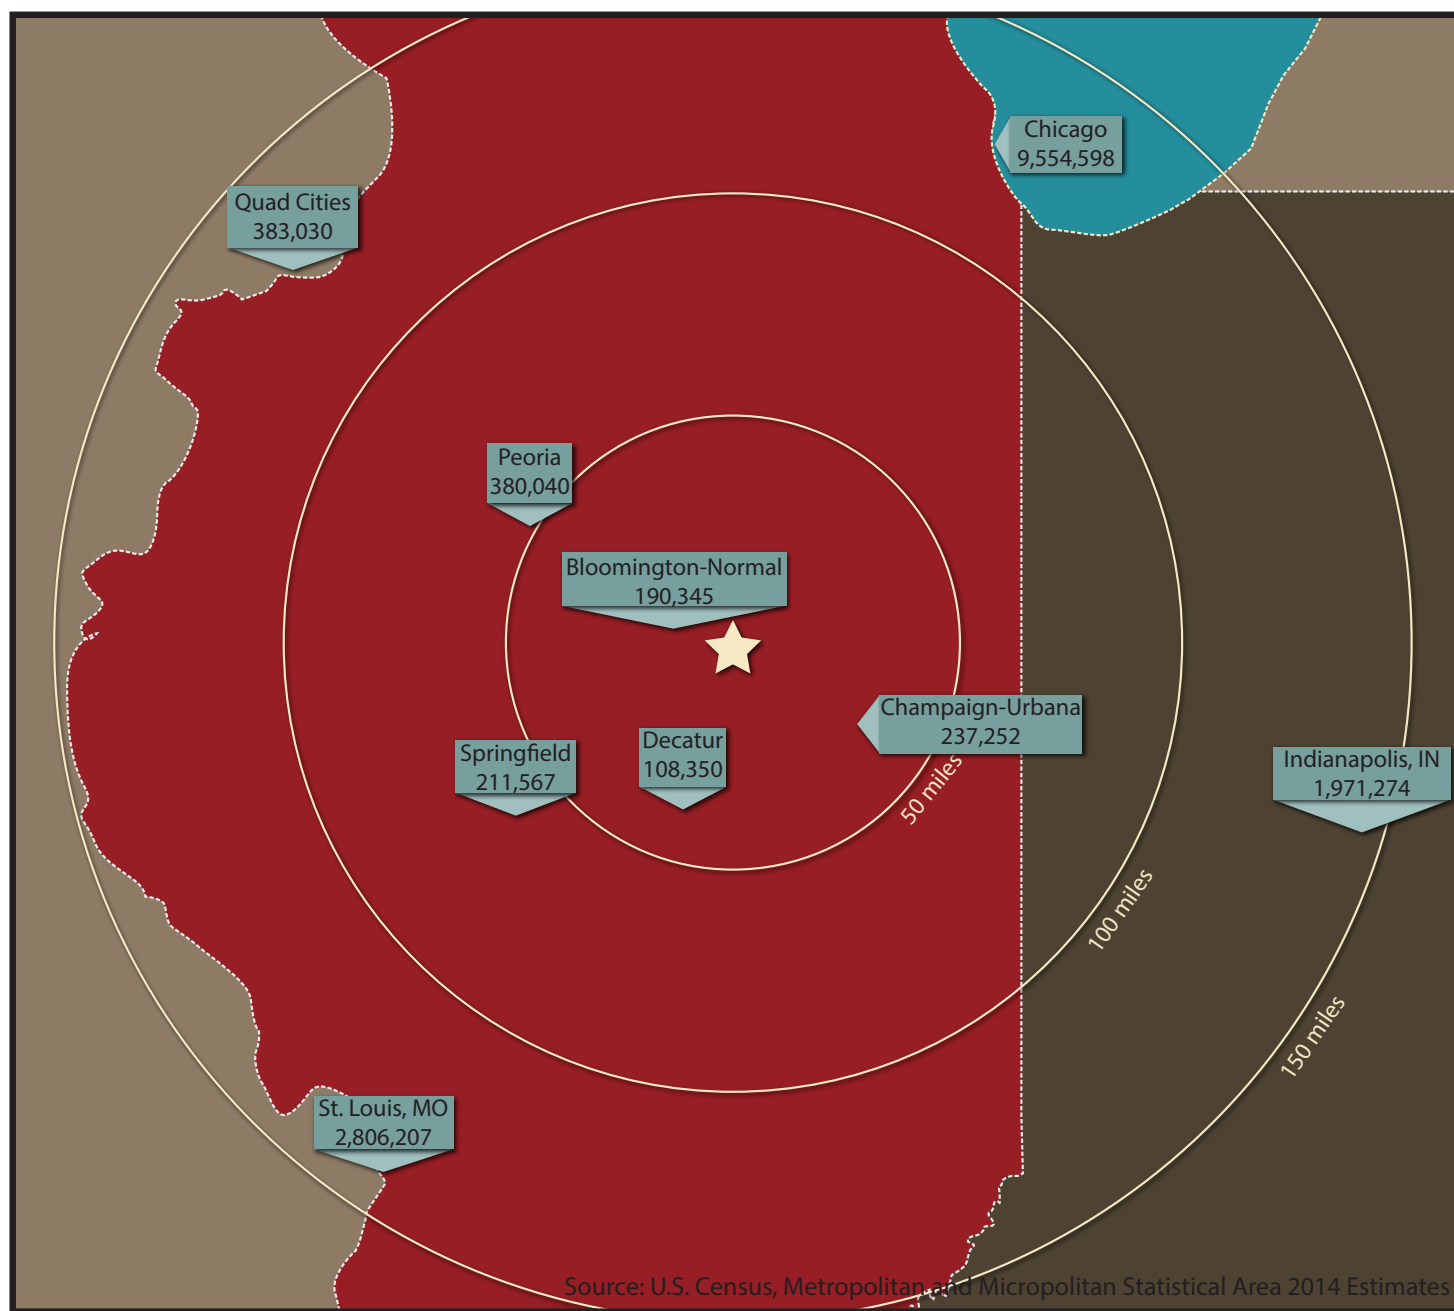 Chicago
9,554,598
Quad Cities
383,030
Peoria
380,040
Bloomington-Normal
190,345
Champaign-Urbana
237,252
Springfield
211,567
Decatur
108,350
Indianapolis, IN
1,971,274
50 miles
100 miles
150 miles
St. Louis, MO
2,806,207
Source: U.S. Census, Metropolitan and Micropolitan Statistical Area 2014 Estimates